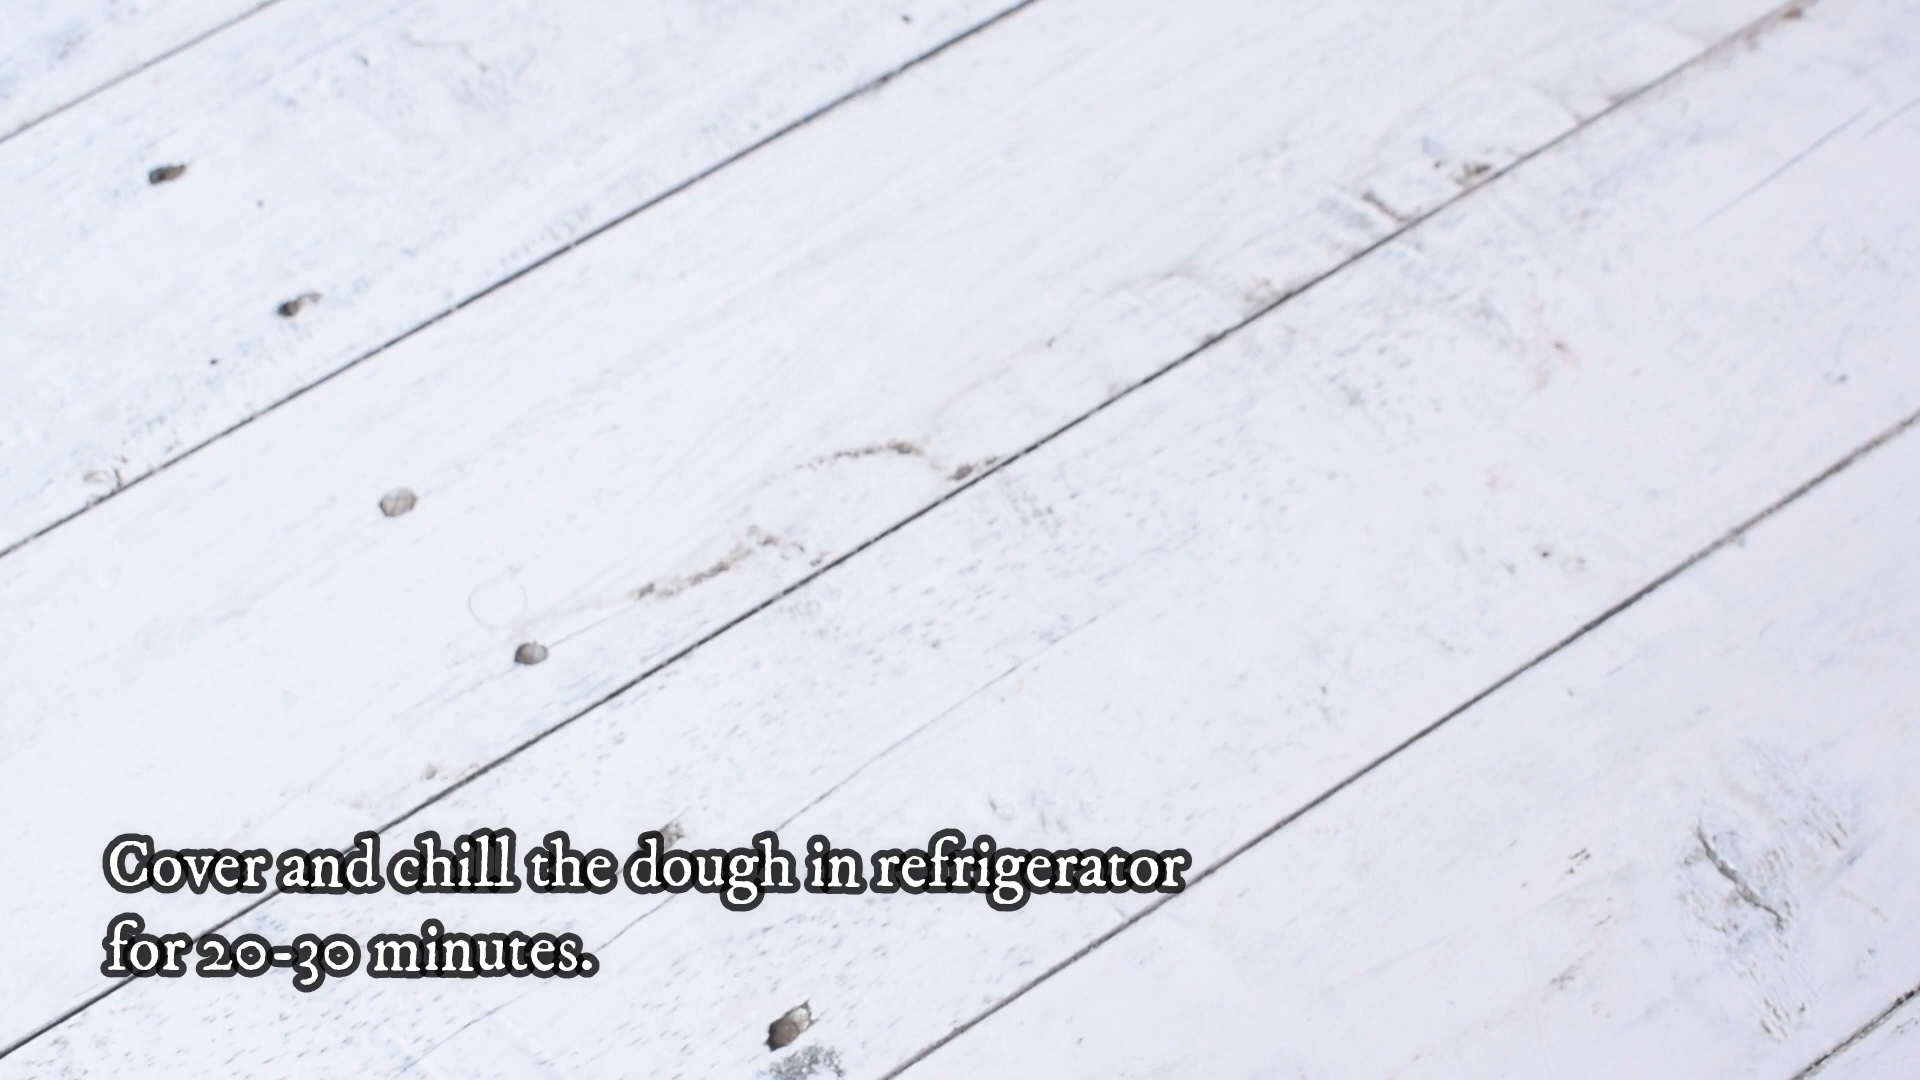 Cover and chill the dough in refrigerator
for 20-30 minutes.